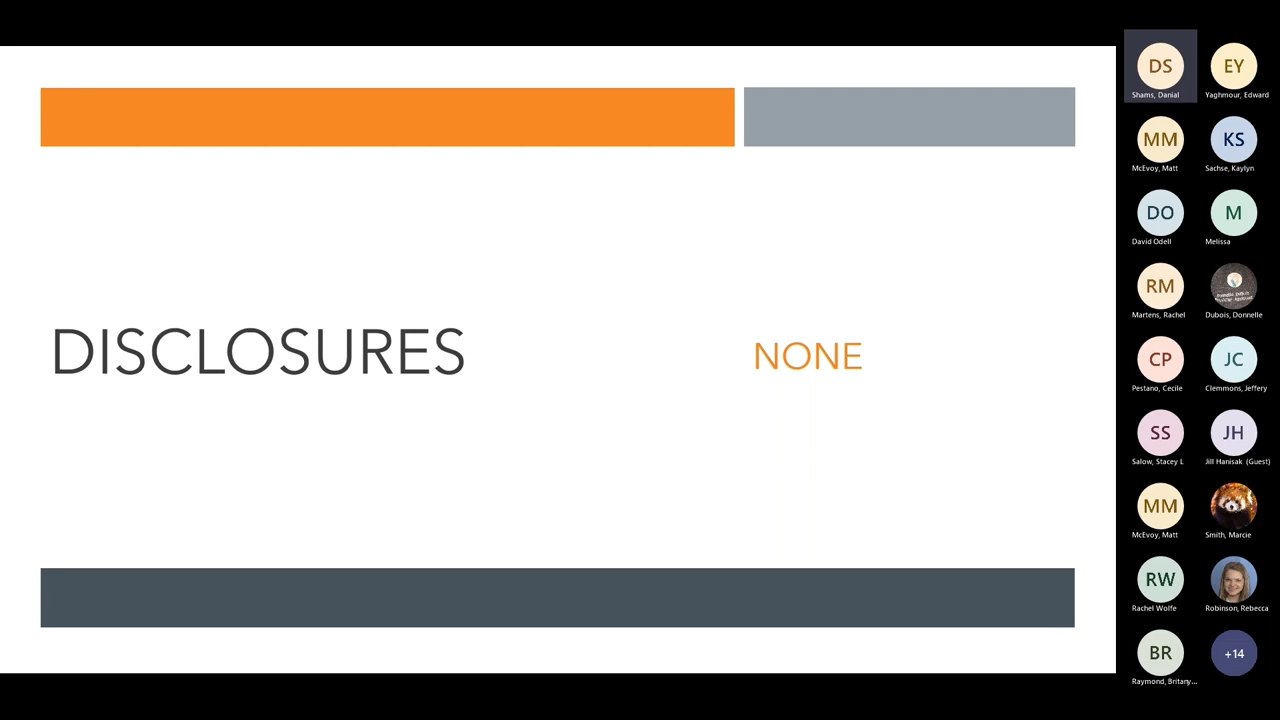 DISCLOSURES
NONE
DS
Shams, Danial
EY
Yaghmour, Edward
MM
McEvoy, Matt
KS
Sachse, Kaylyn
DO
David Odell
M
Melissa
RM
Martens, Rachel
Dubois, Donnelle
CP
Pestano, Cecile
JC
Clemmons, Jeffery
SS
Salow, Stacey L
JH
Jill Hanisak (Guest)
MM
McEvoy, Matt
Smith, Marcie
RW
Rachel Wolfe
Robinson, Rebecca
BR
Raymond, Britany...
+14